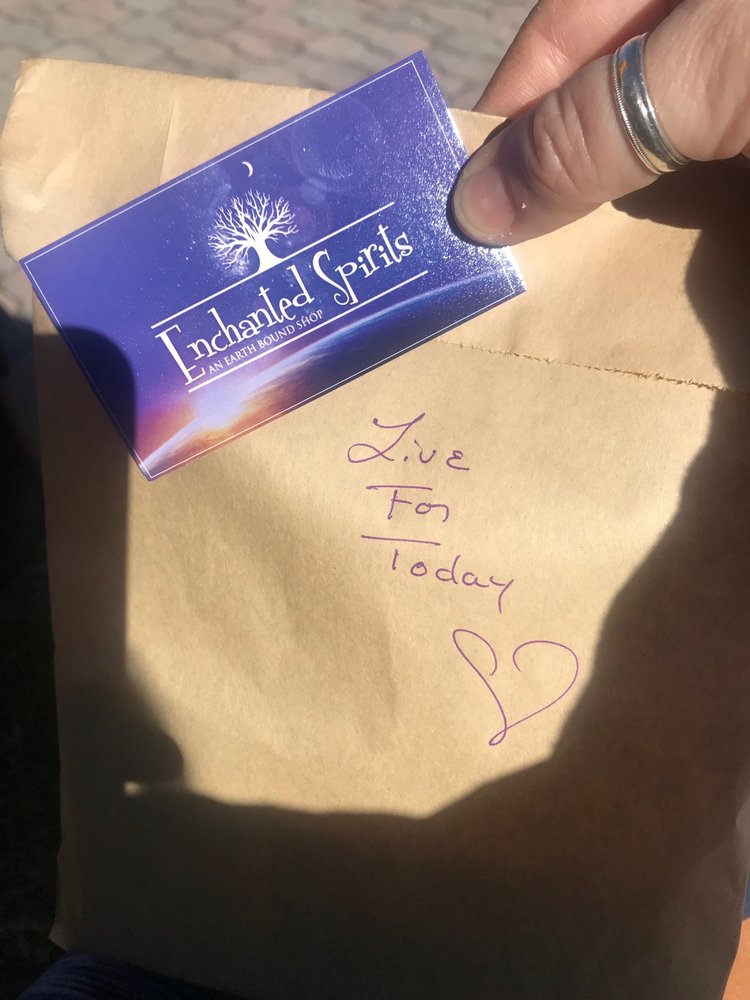 Enchanted Spirits
AN EARTH BOUND SHOP
Live
For
Today